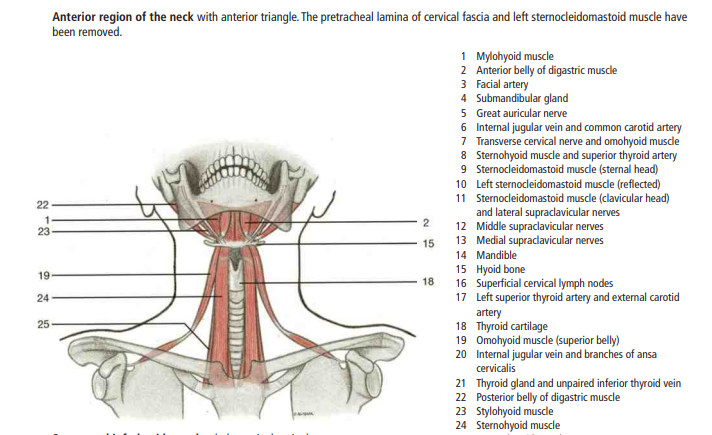 Anterior region of the neck with anterior triangle. The pretracheal lamina of cervical fascia and left sternocleidomastoid muscle have
been removed.
1 Mylohyoid muscle
2 Anterior belly of digastric muscle
3 Facial artery
4 Submandibular gland
5 Great auricular nerve
6 Internal jugular vein and common carotid artery
7 Transverse cervical nerve and omohyoid muscle
8 Sternohyoid muscle and superior thyroid artery
9 Sternocleidomastoid muscle (sternal head)
10 Left sternocleidomastoid muscle (reflected)
11 Sternocleidomastoid muscle (clavicular head)
and lateral supraclavicular nerves
12 Middle supraclavicular nerves
13 Medial supraclavicular nerves
14 Mandible
15 Hyoid bone
16 Superficial cervical lymph nodes
17 Left superior thyroid artery and external carotid
artery
18 Thyroid cartilage
19 Omohyoid muscle (superior belly)
20 Internal jugular vein and branches of ansa
cervicalis
21 Thyroid gland and unpaired inferior thyroid vein
22 Posterior belly of digastric muscle
23 Stylohyoid muscle
24 Sternohyoid muscle
22
1
23
19
24
25
2
15
18